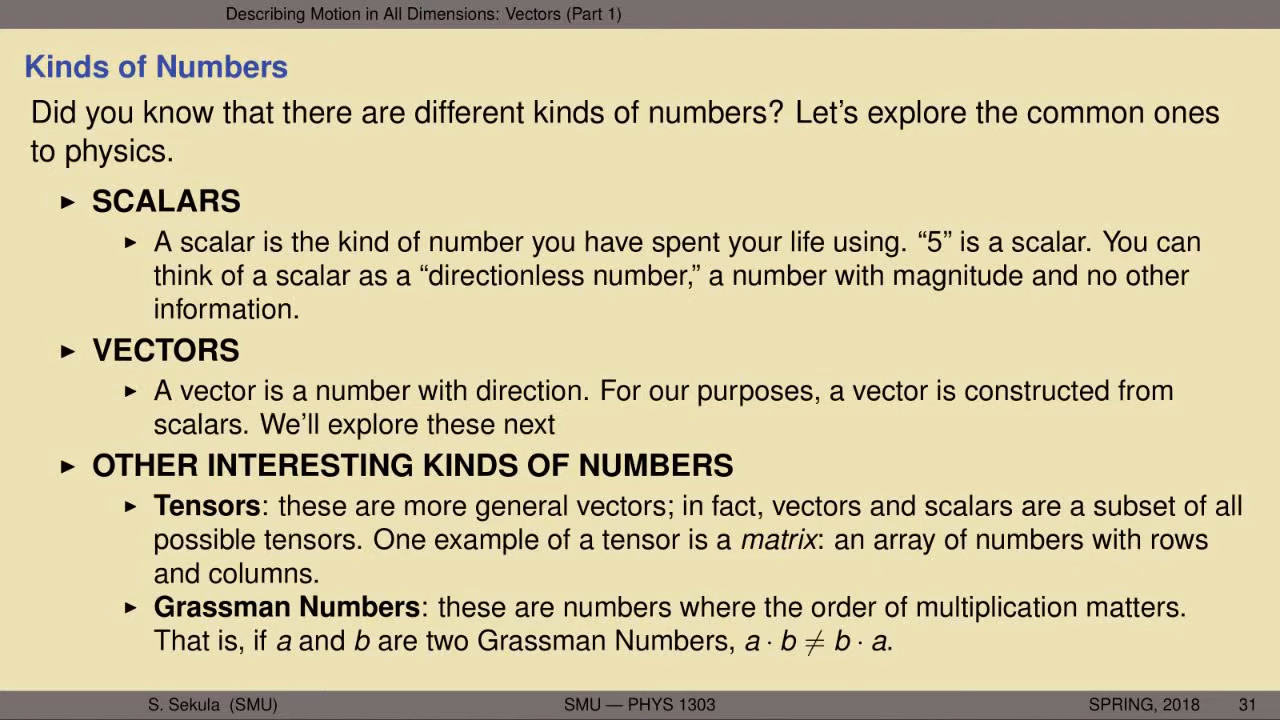 Describing Motion in All Dimensions: Vectors (Part 1)
Kinds of Numbers
Did you know that there are different kinds of numbers? Let's explore the common ones
to physics.
▶ SCALARS
▶ A scalar is the kind of number you have spent your life using. “5” is a scalar. You can
think of a scalar as a “directionless number,” a number with magnitude and no other
information.
▶ VECTORS
▶ A vector is a number with direction. For our purposes, a vector is constructed from
scalars. We'll explore these next
▶ OTHER INTERESTING KINDS OF NUMBERS
▶ Tensors: these are more general vectors; in fact, vectors and scalars are a subset of all
possible tensors. One example of a tensor is a matrix: an array of numbers with rows
and columns.
▶ Grassman Numbers: these are numbers where the order of multiplication matters.
That is, if a and b are two Grassman Numbers, a · b ≠ b · a.
S. Sekula (SMU) SMU — PHYS 1303 SPRING, 2018 31